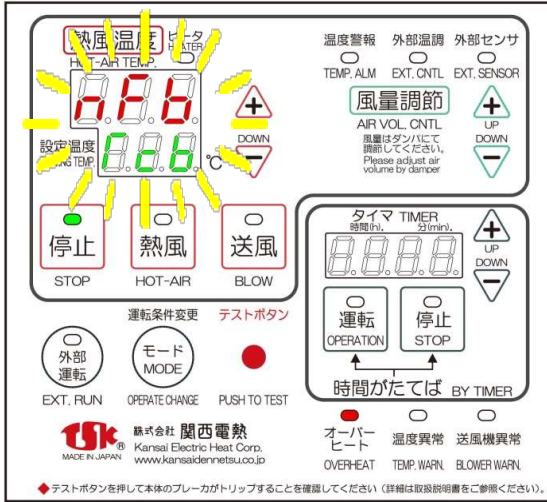 熱風温度 ヒータ
HOT-AIR TEMP. HEATER
nFb
設定温度
TEMP.
℃
DOWN
停止
STOP
熱風
HOT-AIR
送風
BLOW
温度警報 外部温調 外部センサ
TEMP. ALM EXT. CNTL EXT. SENSOR
風量調節
AIR VOL. CNTL
風量はダンパにて
調節してください。
Please adjust air
volume by damper
UP
DOWN
タイマ TIMER
時間(h). 分(min).
8.8.8.8.
UP
DOWN
運転
OPERATION
停止
STOP
時間がたてば BY TIMER
運転条件変更 テストボタン
外部
運転
モード
MODE
EXT. RUN OPERATE CHANGE PUSH TO TEST
TSK
MADE IN JAPAN
株式会社 関西電熱
Kansai Electric Heat Corp.
www.kansaidennetsu.co.jp
オーバー
ヒート
温度異常 送風機異常
OVERHEAT TEMP. WARN. BLOWER WARN.
◆テストボタンを押して本体のブレーカがトリップすることを確認してください（詳細は取扱説明書をご参照ください）。